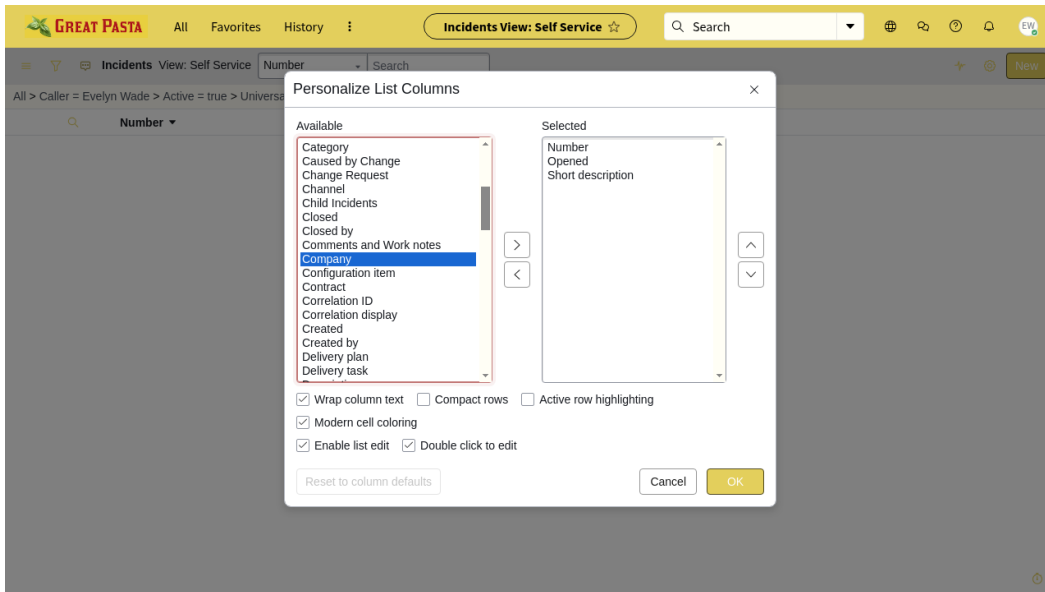 GREAT PASTA All Favorites History Incidents View: Self Service Search EW
Incidents View: Self Service Number Search New
All > Caller = Evelyn Wade > Active = true > Universa
Number
Personalize List Columns
Available
Category
Caused by Change
Change Request
Channel
Child Incidents
Closed
Closed by
Comments and Work notes
Company
Configuration item
Contract
Correlation ID
Correlation display
Created
Created by
Delivery plan
Delivery task
Selected
Number
Opened
Short description
Wrap column text Compact rows Active row highlighting
Modern cell coloring
Enable list edit Double click to edit
Reset to column defaults Cancel OK